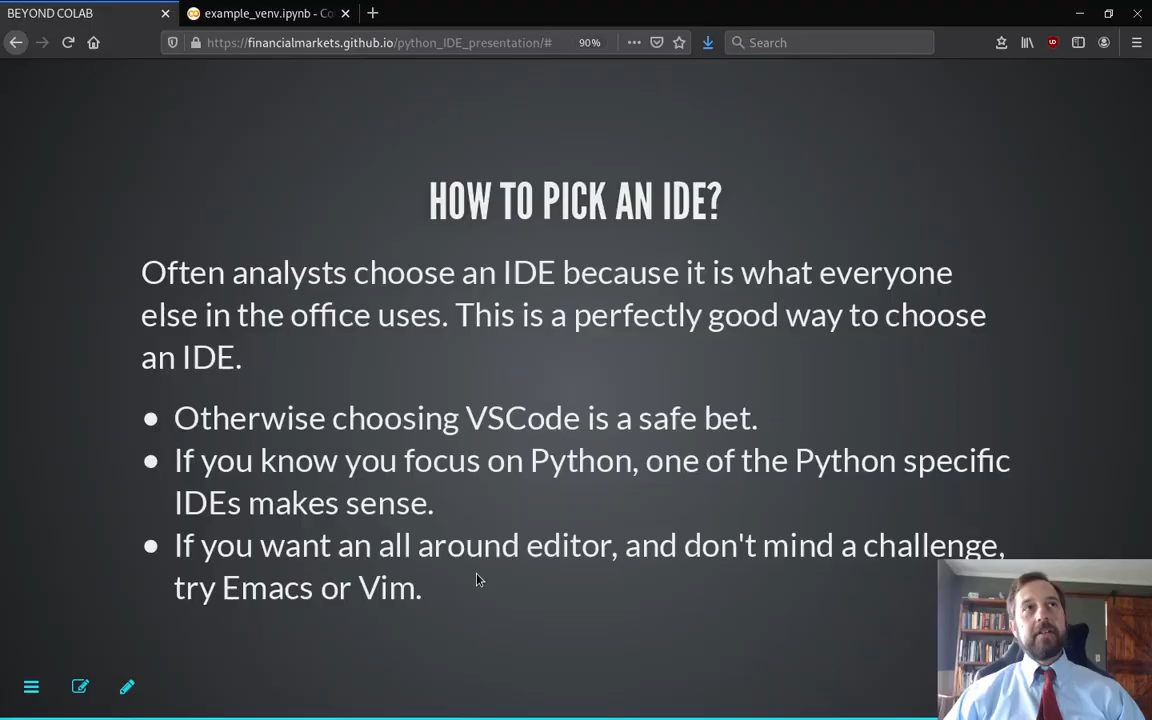 BEYOND COLAB
example_venv.ipynb - Co
https://financialmarkets.github.io/python_IDE_presentation/#
90%
Search
HOW TO PICK AN IDE?
Often analysts choose an IDE because it is what everyone
else in the office uses. This is a perfectly good way to choose
an IDE.
• Otherwise choosing VSCode is a safe bet.
• If you know you focus on Python, one of the Python specific
IDEs makes sense.
• If you want an all around editor, and don't mind a challenge,
try Emacs or Vim.